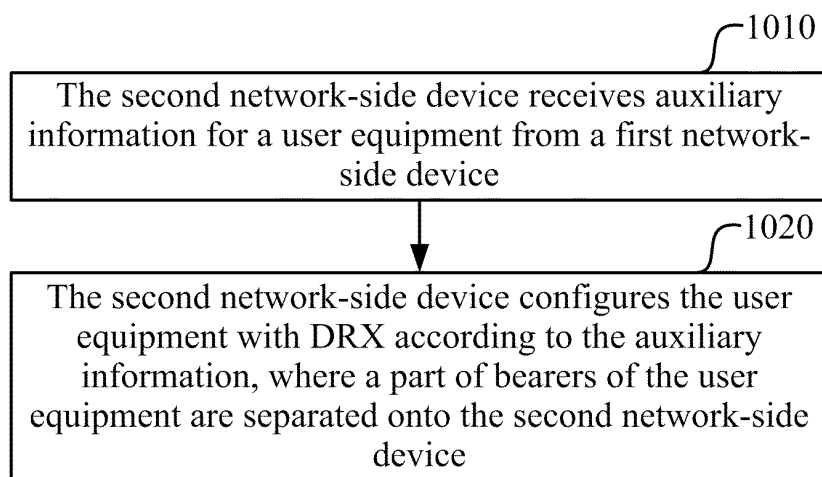 1010
The second network-side device receives auxiliary
information for a user equipment from a first network-
side device
1020
The second network-side device configures the user
equipment with DRX according to the auxiliary
information, where a part of bearers of the user
equipment are separated onto the second network-side
device